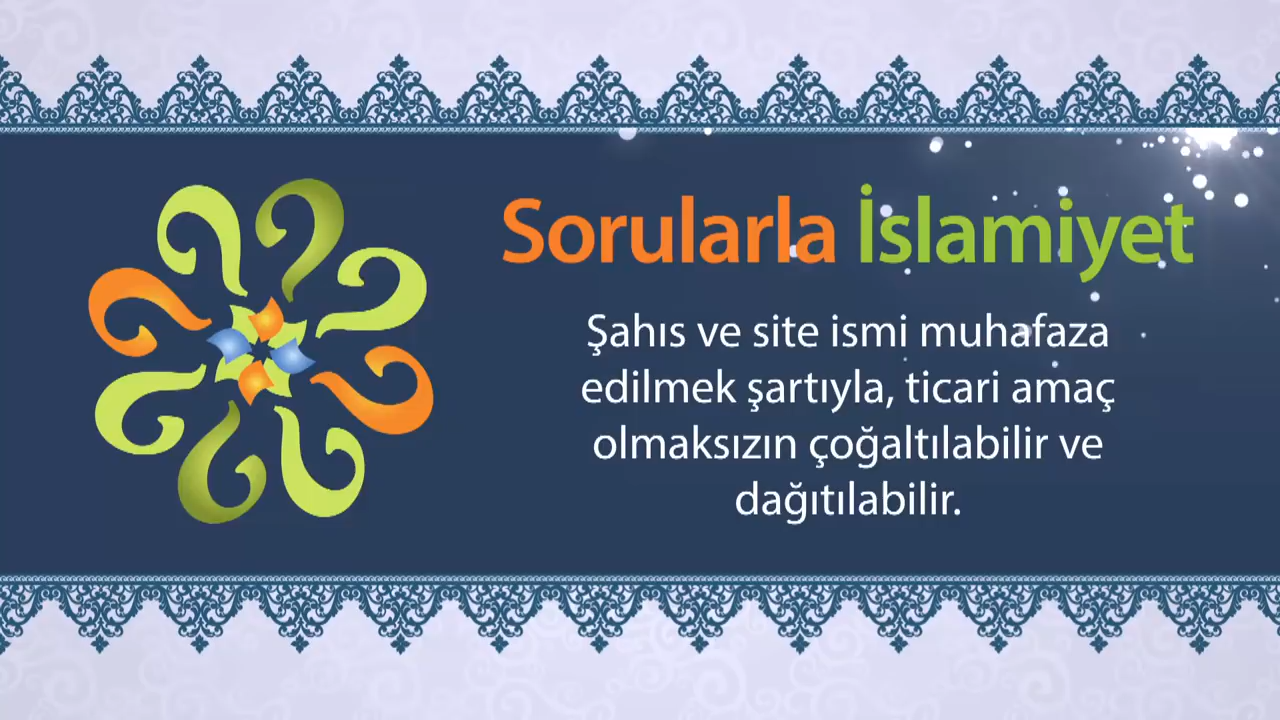 Sorularla İslamiyet
Şahıs ve site ismi muhafaza
edilmek şartıyla, ticari amaç
olmaksızın çoğaltılabilir ve
dağıtılabilir.